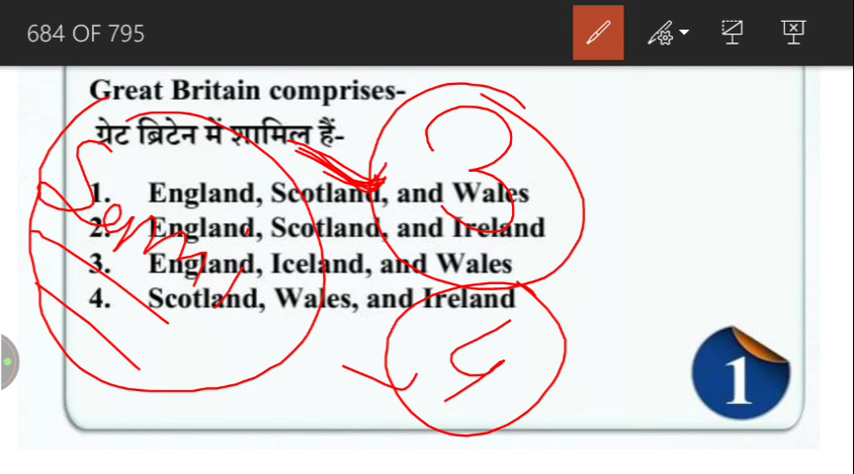 684 OF 795
Great Britain comprises-
ग्रेट ब्रिटेन में शामिल हैं-
1. England, Scotland, and Wales
2. England, Scotland, and Ireland
3. England, Iceland, and Wales
4. Scotland, Wales, and Ireland
3
4
1